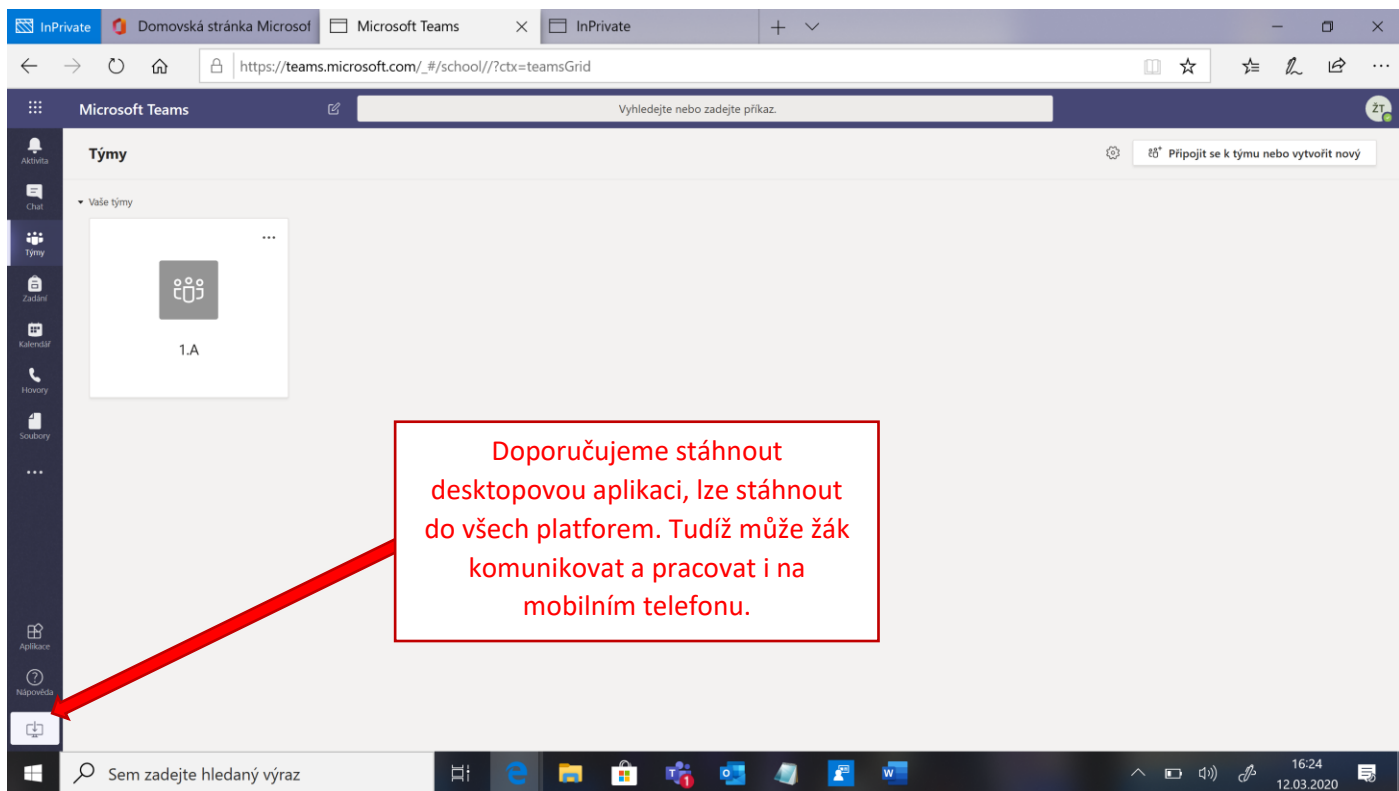 InPrivate
Domovská stránka Microsof
Microsoft Teams
InPrivate
https://teams.microsoft.com/_#/school//?ctx=teamsGrid
Microsoft Teams
Vyhledejte nebo zadejte příkaz.
ŽT
Aktivita
Týmy
Připojit se k týmu nebo vytvořit nový
Chat
Vaše týmy
Týmy
Zadání
Kalendář
1.A
Hovory
Soubory
Doporučujeme stáhnout
desktopovou aplikaci, lze stáhnout
do všech platforem. Tudíž může žák
komunikovat a pracovat i na
mobilním telefonu.
Aplikace
Nápověda
Sem zadejte hledaný výraz
16:24
12.03.2020